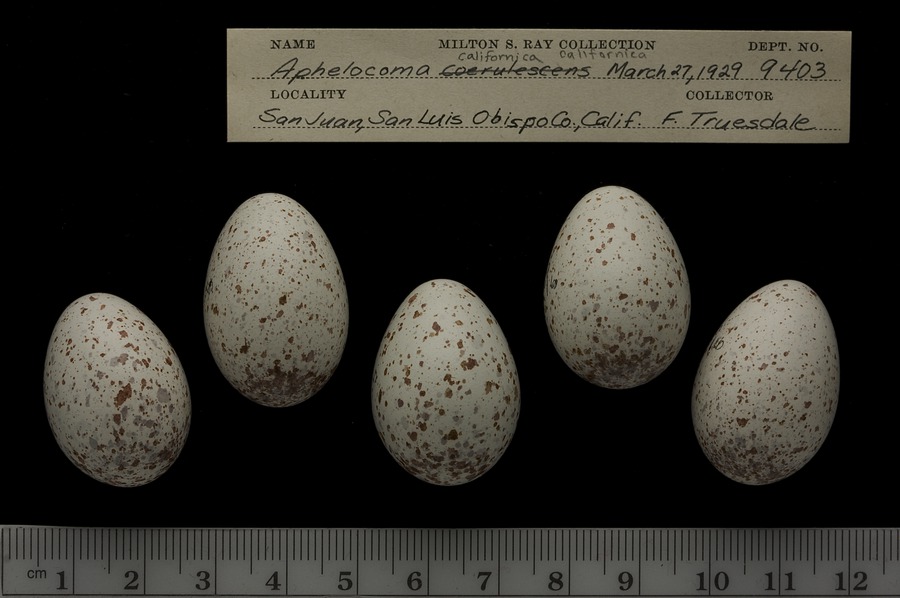 NAME MILTON S. RAY COLLECTION DEPT. NO.
californica californica
Aphelocoma coerulescens March 27, 1929 9403
LOCALITY COLLECTOR
San Juan, San Luis Obispo Co., Calif. F. Truesdale
cm 1 2 3 4 5 6 7 8 9 10 11 12